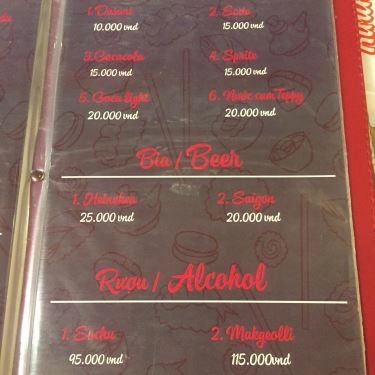 1. Dasani 2. Soda
10.000 vnd 15.000 vnd
3. Cocacola 4. Sprite
15.000 vnd 15.000 vnd
5. Coca light 6. Nước cam Teppy
20.000 vnd 20.000 vnd
Bia / Beer
1. Heineken 2. Saigon
25.000 vnd 20.000 vnd
Rượu / Alcohol
1. Sochu 2. Makgeolli
95.000 vnd 115.000 vnd